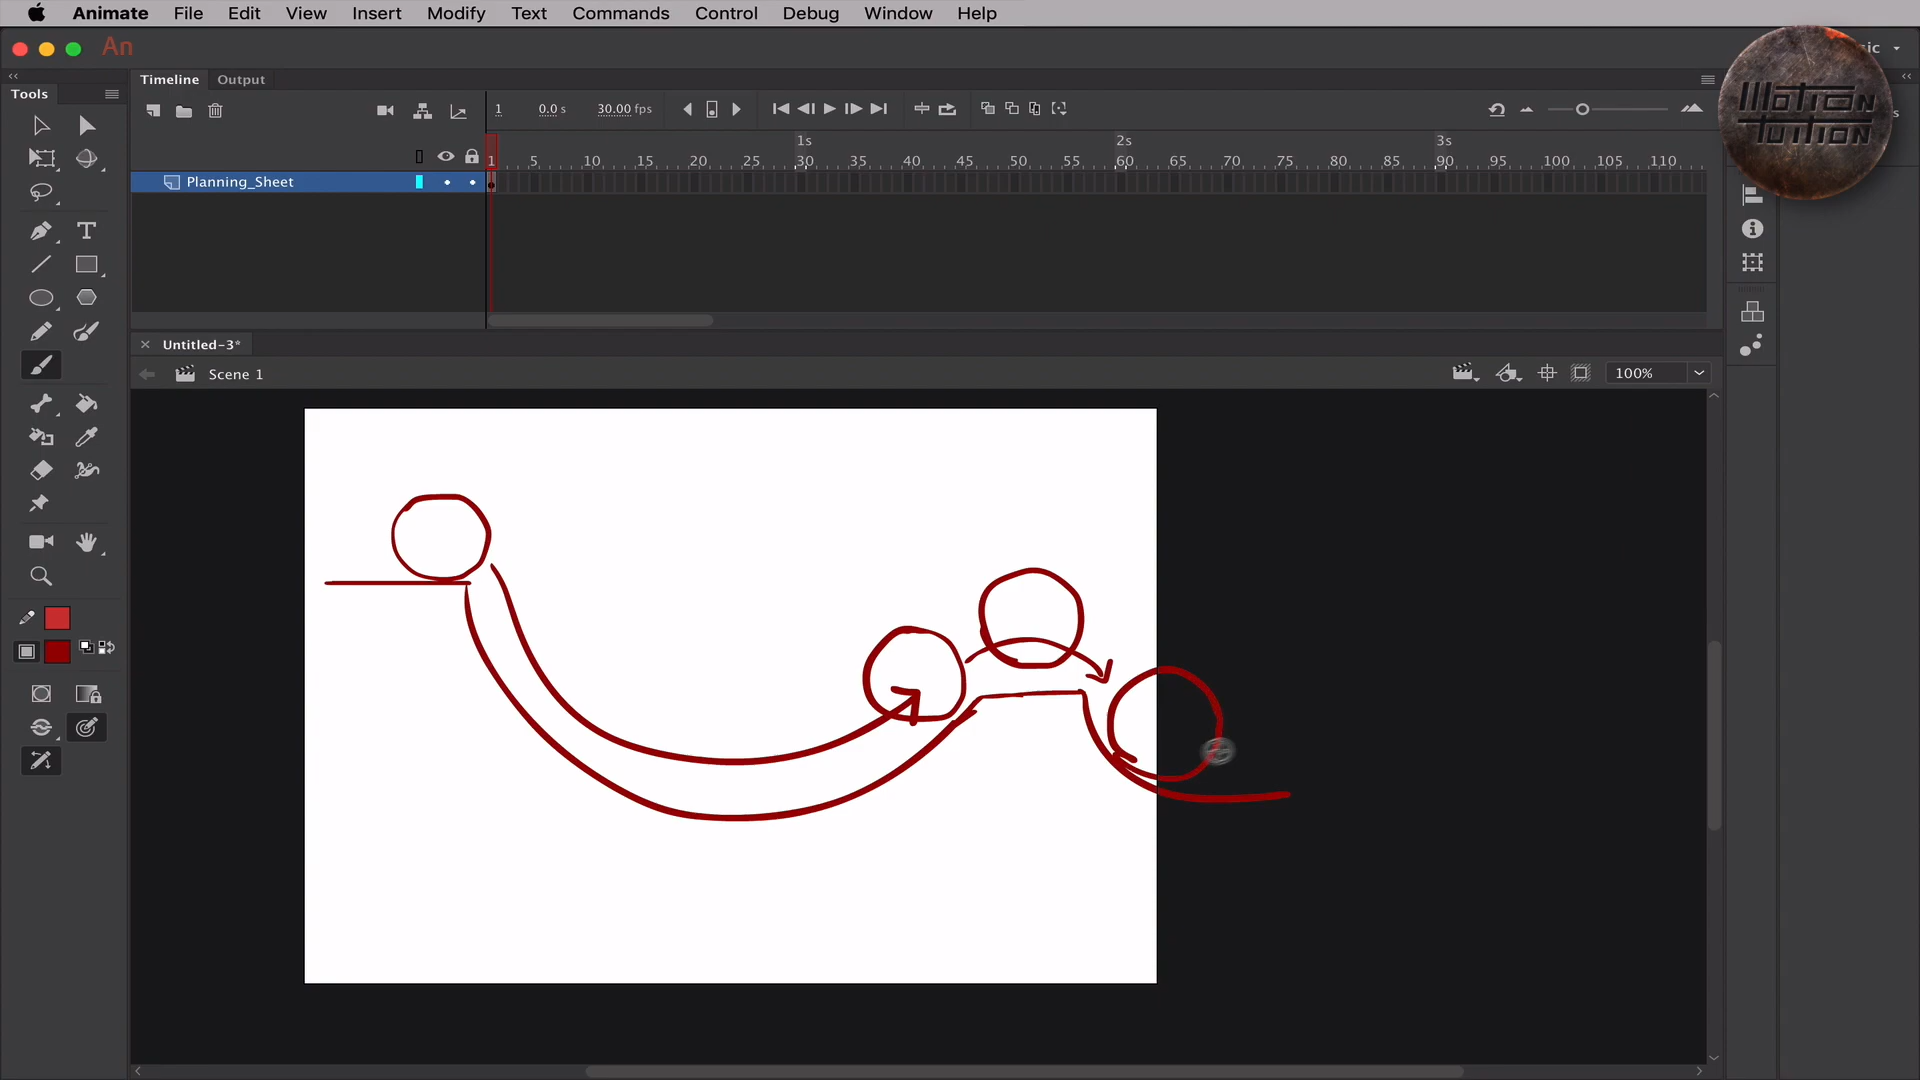 Animate File Edit View Insert Modify Text Commands Control Debug Window Help
An
Tools
Timeline Output
1 0.0 s 30.00 fps
1s 2s 3s
1 5 10 15 20 25 30 35 40 45 50 55 60 65 70 75 80 85 90 95 100 105 110
Planning_Sheet
Untitled-3*
Scene 1
100%
Motion
Tuition